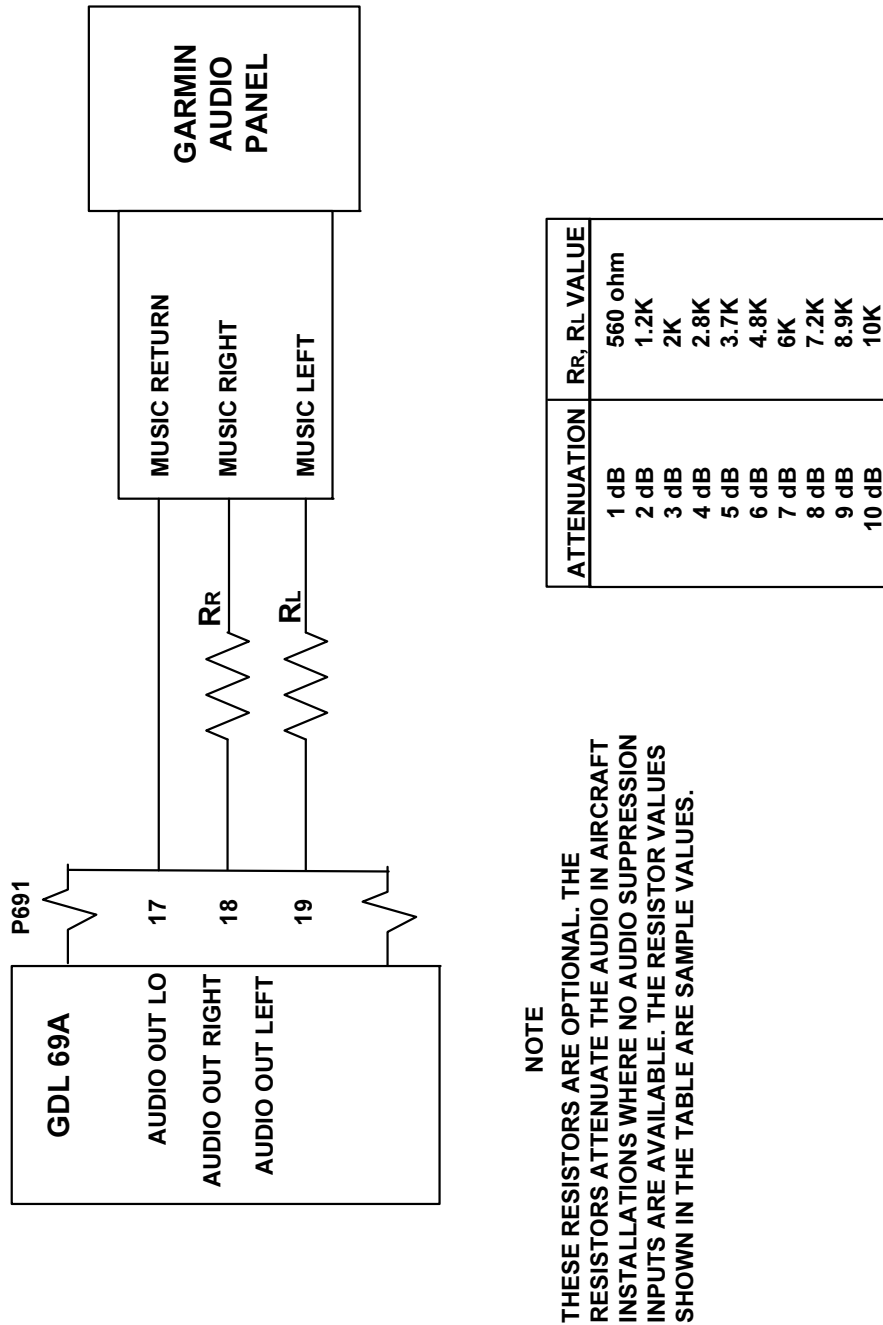 P691
GDL 69A
AUDIO OUT LO
AUDIO OUT RIGHT
AUDIO OUT LEFT
17
18
19
RR
RL
MUSIC RETURN
MUSIC RIGHT
MUSIC LEFT
GARMIN
AUDIO
PANEL
NOTE
THESE RESISTORS ARE OPTIONAL. THE
RESISTORS ATTENUATE THE AUDIO IN AIRCRAFT
INSTALLATIONS WHERE NO AUDIO SUPPRESSION
INPUTS ARE AVAILABLE. THE RESISTOR VALUES
SHOWN IN THE TABLE ARE SAMPLE VALUES.
ATTENUATION RR, RL VALUE
1 dB 560 ohm
2 dB 1.2K
3 dB 2K
4 dB 2.8K
5 dB 3.7K
6 dB 4.8K
7 dB 6K
8 dB 7.2K
9 dB 8.9K
10 dB 10K